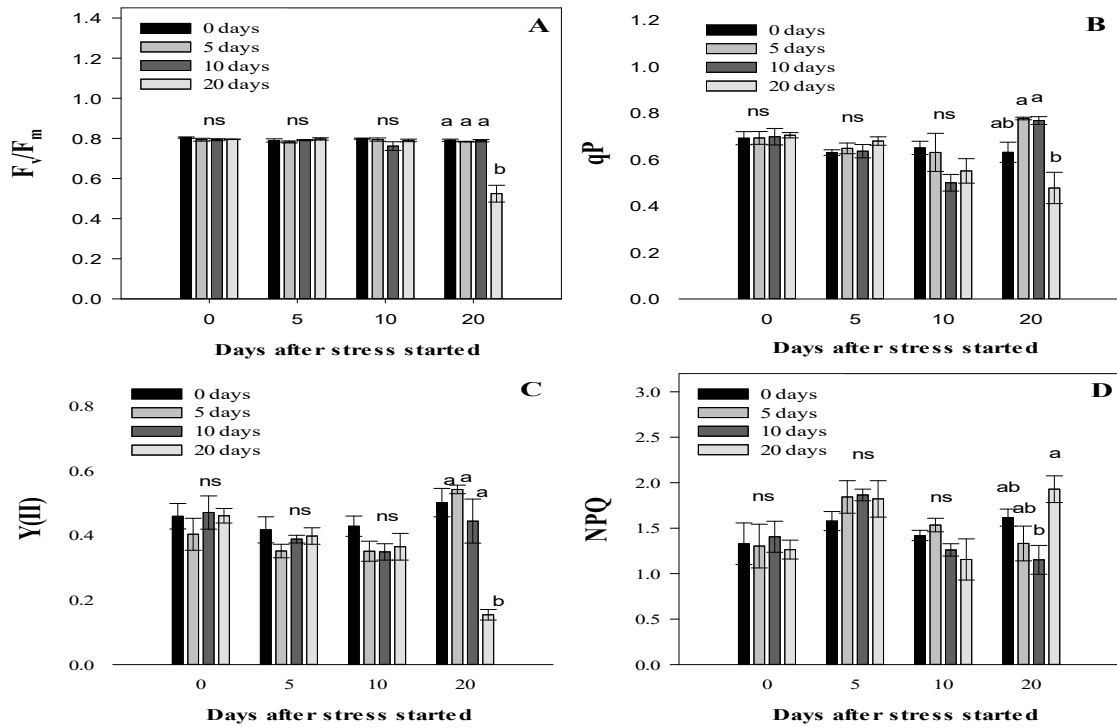 A
0 days
5 days
10 days
20 days
1.4
1.2
1.0
0.8
0.6
0.4
0.2
0.0
Fv/Fm
ns
ns
ns
a a a
b
0 5 10 20
Days after stress started
B
0 days
5 days
10 days
20 days
1.2
1.0
0.8
0.6
0.4
0.2
0.0
qP
ns
ns
ns
ab a a
b
0 5 10 20
Days after stress started
C
0 days
5 days
10 days
20 days
0.8
0.6
0.4
0.2
0.0
Y(II)
ns
ns
ns
a a a
b
0 5 10 20
Days after stress started
D
0 days
5 days
10 days
20 days
3.0
2.5
2.0
1.5
1.0
0.5
0.0
NPQ
ns
ns
ns
ab ab b a
0 5 10 20
Days after stress started